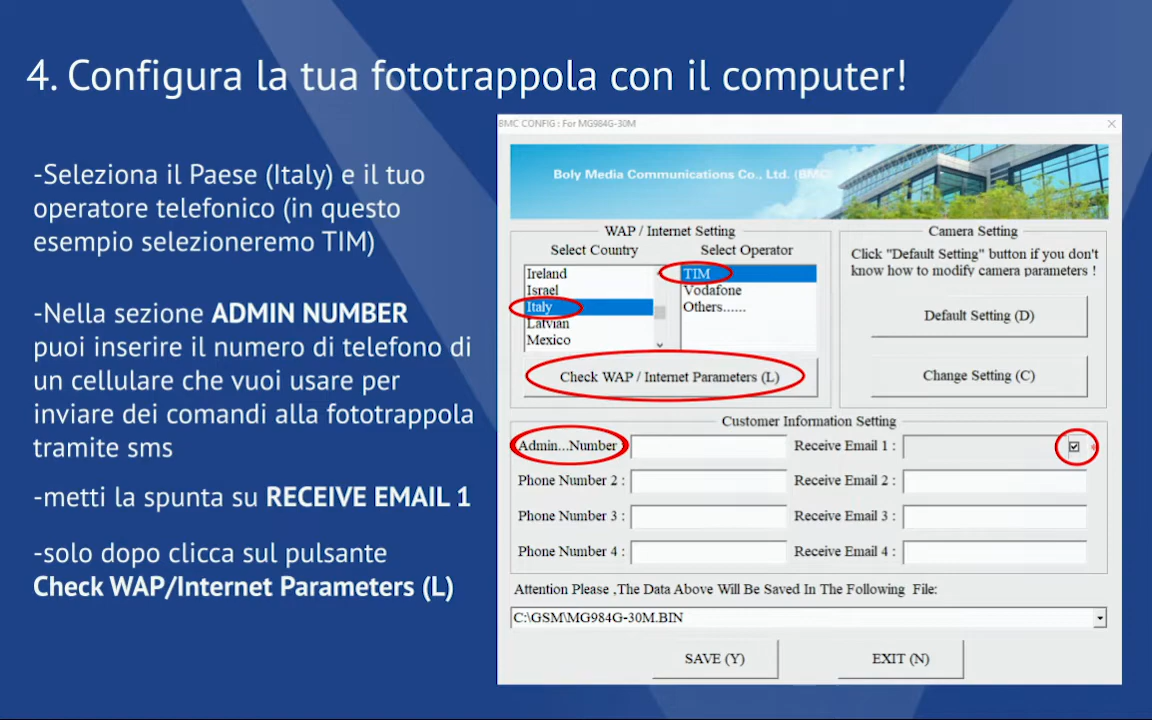 4. Configura la tua fototrappola con il computer!
-Seleziona il Paese (Italy) e il tuo
operatore telefonico (in questo
esempio selezioneremo TIM)
-Nella sezione ADMIN NUMBER
puoi inserire il numero di telefono di
un cellulare che vuoi usare per
inviare dei comandi alla fototrappola
tramite sms
-metti la spunta su RECEIVE EMAIL 1
-solo dopo clicca sul pulsante
Check WAP/Internet Parameters (L)
BMC CONFIG : For MG984G-30M
Boly Media Communications Co., Ltd. (BMC)
WAP / Internet Setting
Select Country
Select Operator
Ireland
Israel
Italy
Latvian
Mexico
TIM
Vodafone
Others......
Check WAP / Internet Parameters (L)
Camera Setting
Click "Default Setting" button if you don't
know how to modify camera parameters !
Default Setting (D)
Change Setting (C)
Customer Information Setting
Admin...Number :
Receive Email 1 :
*
Phone Number 2 :
Receive Email 2 :
Phone Number 3 :
Receive Email 3 :
Phone Number 4 :
Receive Email 4 :
Attention Please ,The Data Above Will Be Saved In The Following File:
C:\GSM\MG984G-30M.BIN
SAVE (Y)
EXIT (N)